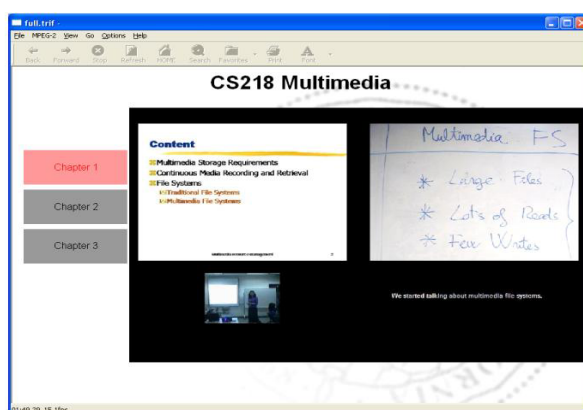 full.trif -
File MPEG-2 View Go Options Help
Back Forward Stop Refresh HOME Search Favorites Print Font
CS218 Multimedia
Chapter 1
Chapter 2
Chapter 3
Content
Multimedia Storage Requirements
Continuous Media Recording and Retrieval
File Systems
Traditional File Systems
Multimedia File Systems
Multimedia FS
* Large Files
* Lots of Reads
* Few Writes
We started talking about multimedia file systems.